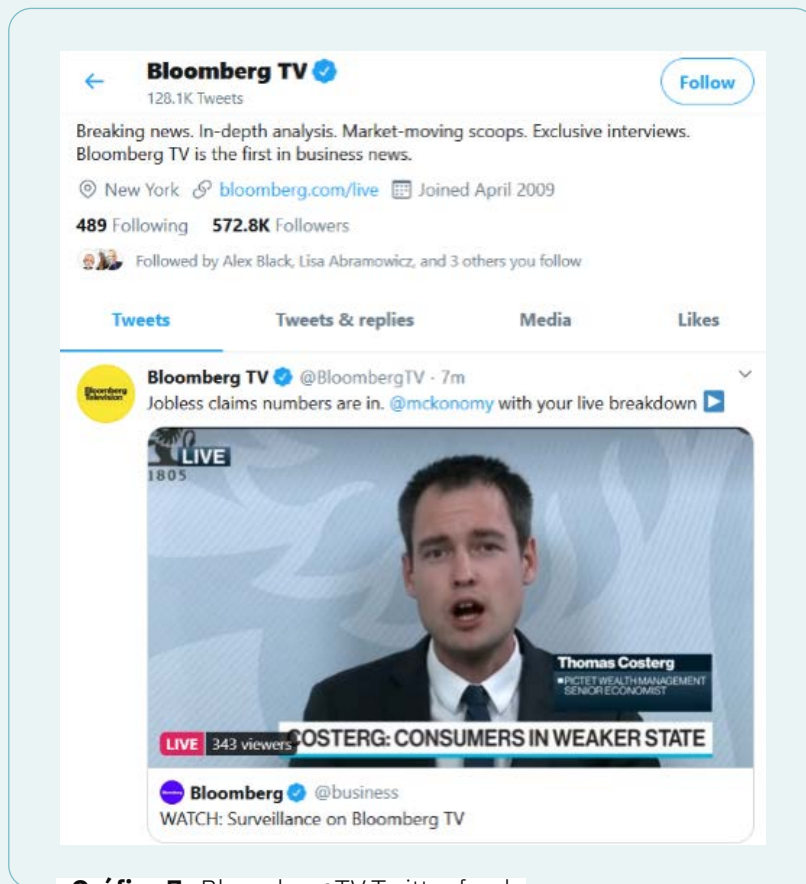 Bloomberg TV
Follow
128.1K Tweets
Breaking news. In-depth analysis. Market-moving scoops. Exclusive interviews.
Bloomberg TV is the first in business news.
New York bloomberg.com/live Joined April 2009
489 Following 572.8K Followers
Followed by Alex Black, Lisa Abramowicz, and 3 others you follow
Tweets Tweets & replies Media Likes
Bloomberg Television
Bloomberg TV @BloombergTV · 7m
Jobless claims numbers are in. @mckonomy with your live breakdown
LIVE
1805
Thomas Costerg
PICTET WEALTH MANAGEMENT
SENIOR ECONOMIST
LIVE 343 viewers
COSTERG: CONSUMERS IN WEAKER STATE
Bloomberg @business
WATCH: Surveillance on Bloomberg TV